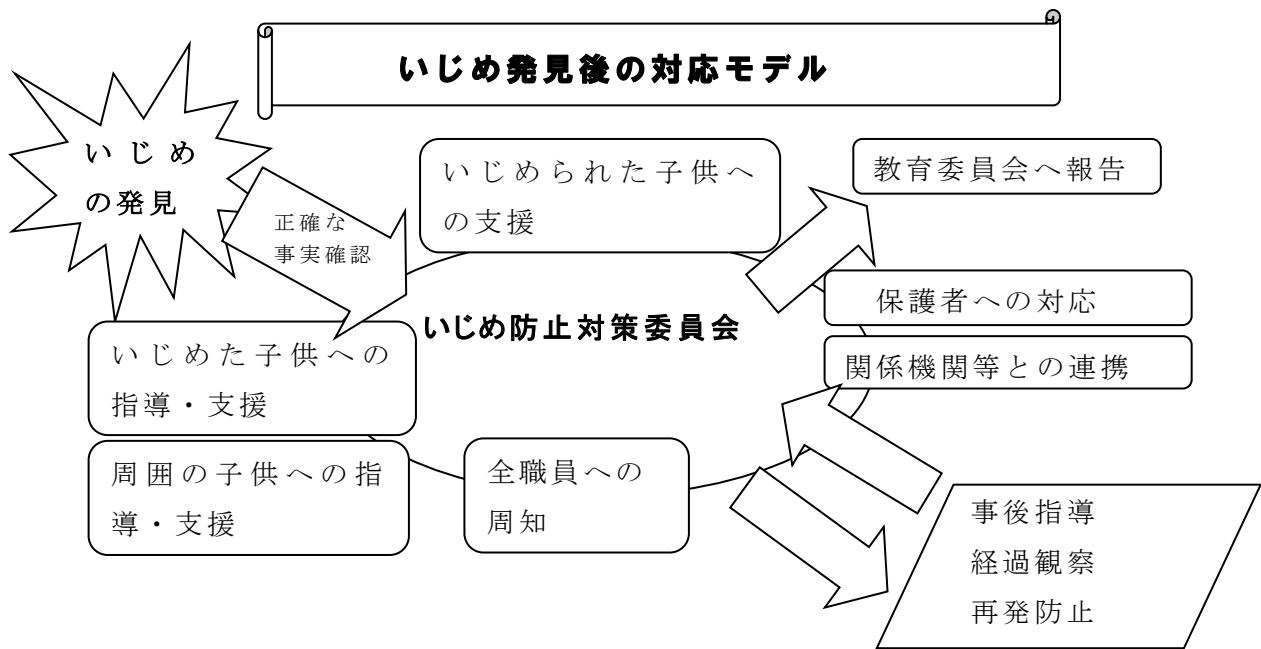 いじめ発見後の対応モデル
いじめ
の発見
正確な
事実確認
いじめられた子供へ
の支援
教育委員会へ報告
保護者への対応
いじめ防止対策委員会
関係機関等との連携
いじめた子供への
指導・支援
周囲の子供への指
導・支援
全職員への
周知
事後指導
経過観察
再発防止